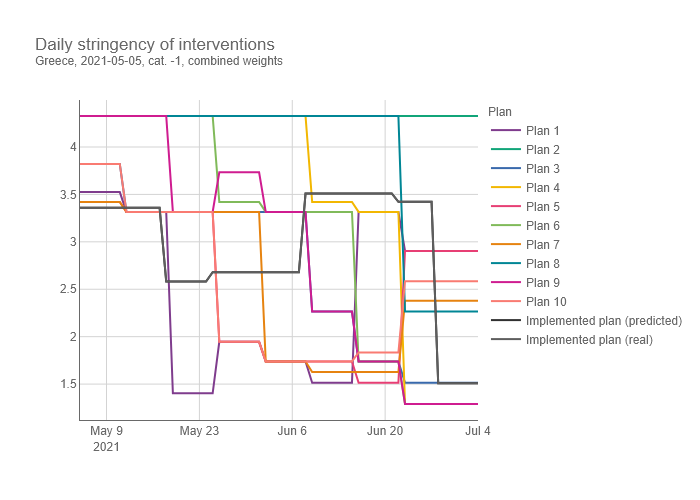 Daily stringency of interventions
Greece, 2021-05-05, cat. -1, combined weights
Plan
Plan 1
Plan 2
Plan 3
Plan 4
Plan 5
Plan 6
Plan 7
Plan 8
Plan 9
Plan 10
Implemented plan (predicted)
Implemented plan (real)
4
3.5
3
2.5
2
1.5
May 9
2021
May 23
Jun 6
Jun 20
Jul 4